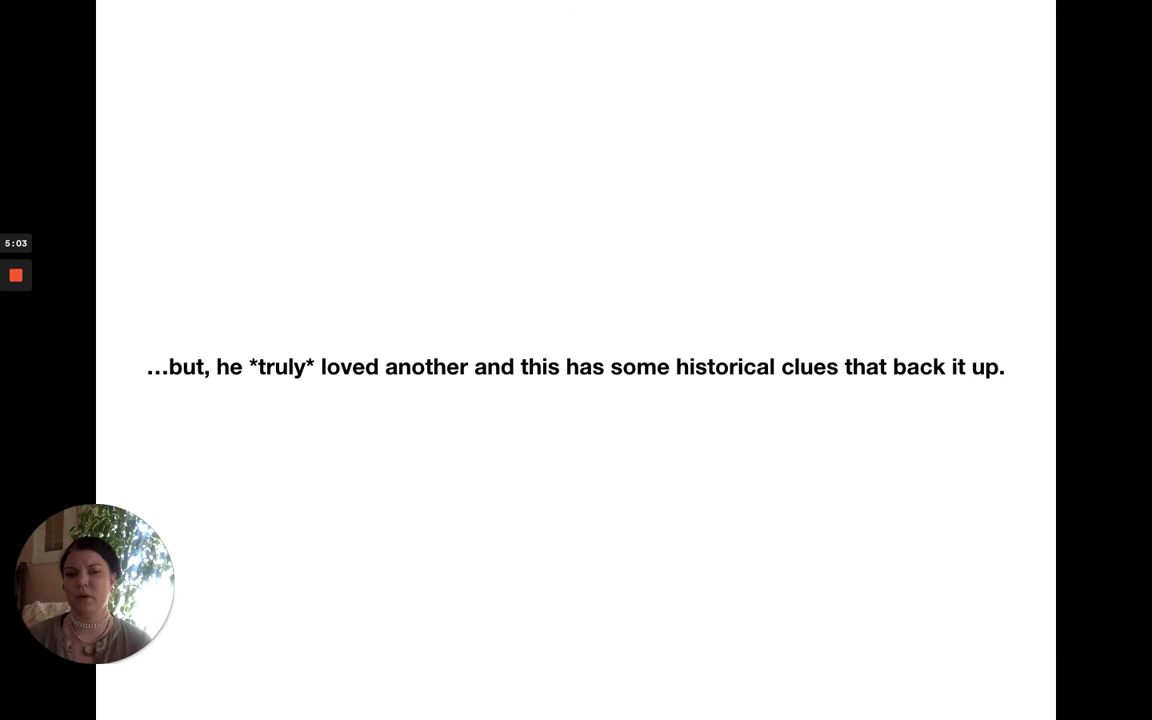 5:03
…but, he *truly* loved another and this has some historical clues that back it up.